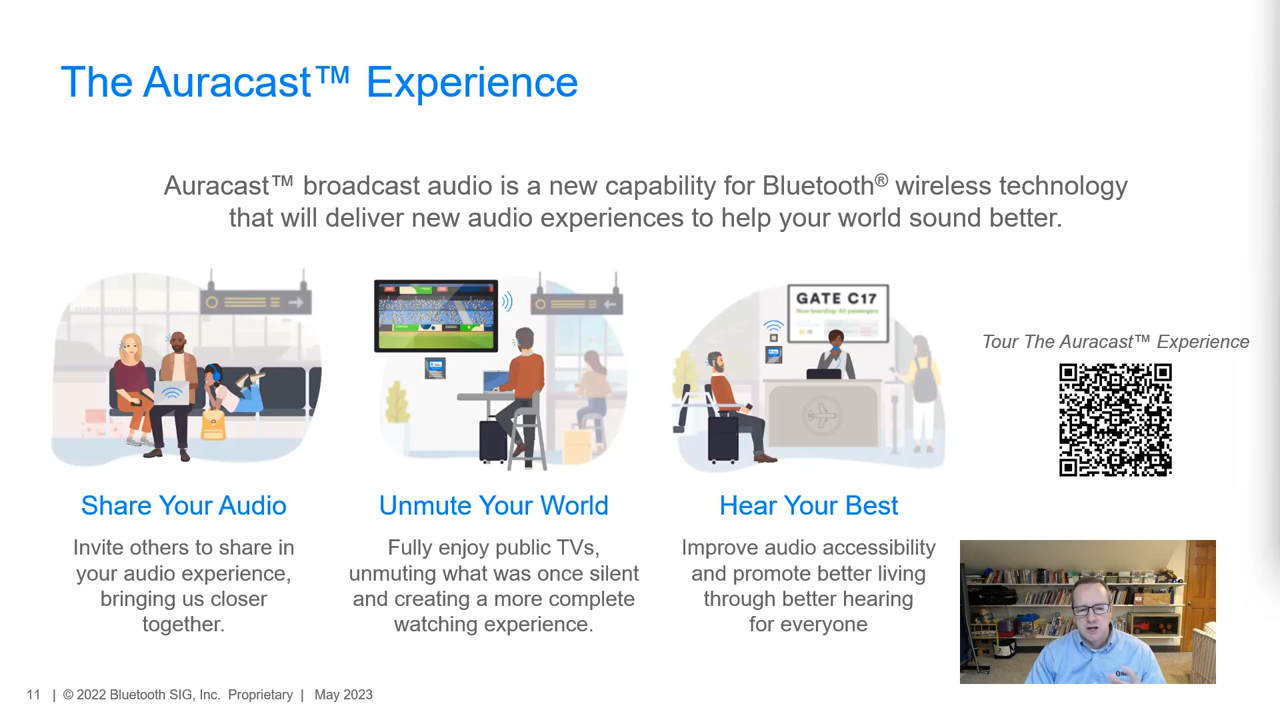 The Auracast™ Experience
Auracast™ broadcast audio is a new capability for Bluetooth® wireless technology
that will deliver new audio experiences to help your world sound better.
GATE C17
Now boarding: All passengers
Tour The Auracast™ Experience
Share Your Audio
Invite others to share in
your audio experience,
bringing us closer
together.
Unmute Your World
Fully enjoy public TVs,
unmuting what was once silent
and creating a more complete
watching experience.
Hear Your Best
Improve audio accessibility
and promote better living
through better hearing
for everyone
11 | © 2022 Bluetooth SIG, Inc. Proprietary | May 2023